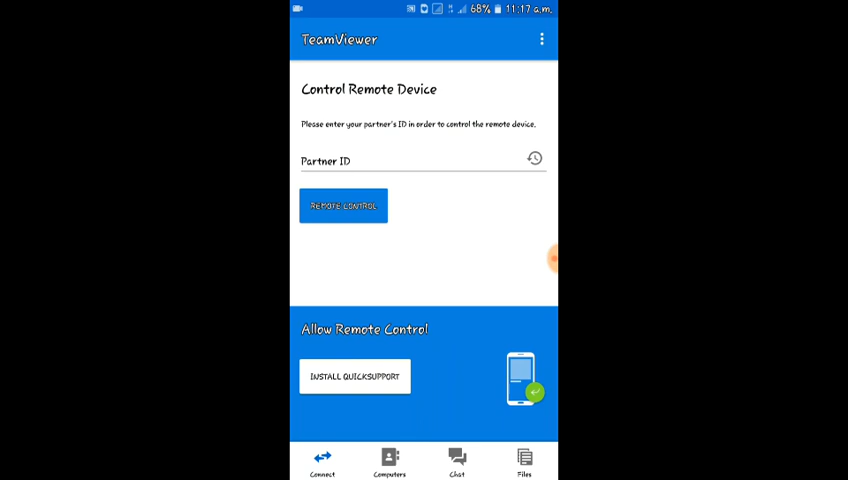 68% 11:17 a.m.
TeamViewer
Control Remote Device
Please enter your partner's ID in order to control the remote device.
Partner ID
REMOTE CONTROL
Allow Remote Control
INSTALL QUICKSUPPORT
Connect Computers Chat Files